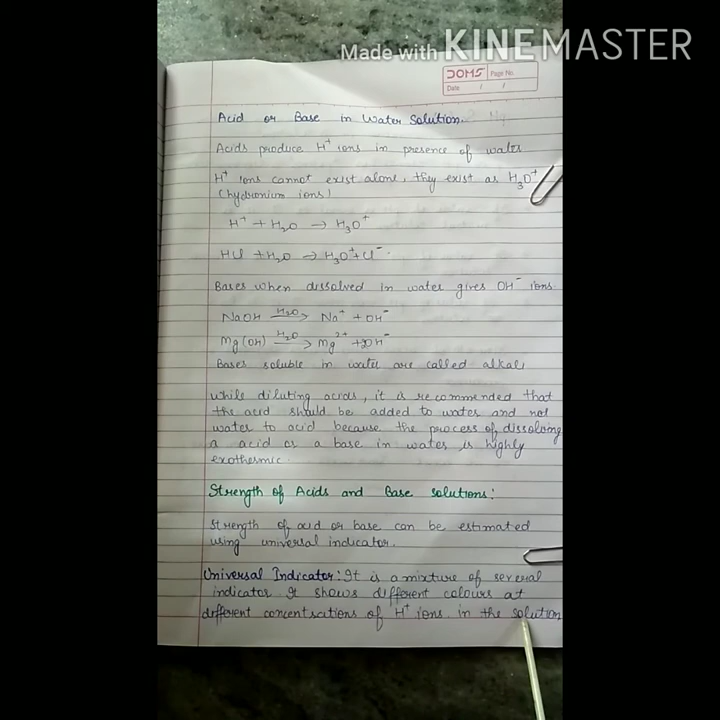 Made with KINEMASTER
DOMS Page No.
Date / /
Acid or Base in Water Solution.
Acids produce H⁺ ions in presence of water
H⁺ ions cannot exist alone, they exist as H₃O⁺
(hydronium ions)
H⁺ + H₂O → H₃O⁺
HCl + H₂O → H₃O⁺ + Cl⁻.
Bases when dissolved in water gives OH⁻ ions
NaOH —H₂O→ Na⁺ + OH⁻
Mg(OH) —H₂O→ Mg²⁺ + 2OH⁻
Bases soluble in water are called alkali
while diluting acids, it is recommended that
the acid should be added to water and not
water to acid because the process of dissolving
a acid or a base in water is highly
exothermic.
Strength of Acids and Base solutions:
Strength of acid or base can be estimated
using universal indicator.
Universal Indicator: It is a mixture of several
indicator. It shows different colours at
different concentrations of H⁺ ions in the solution